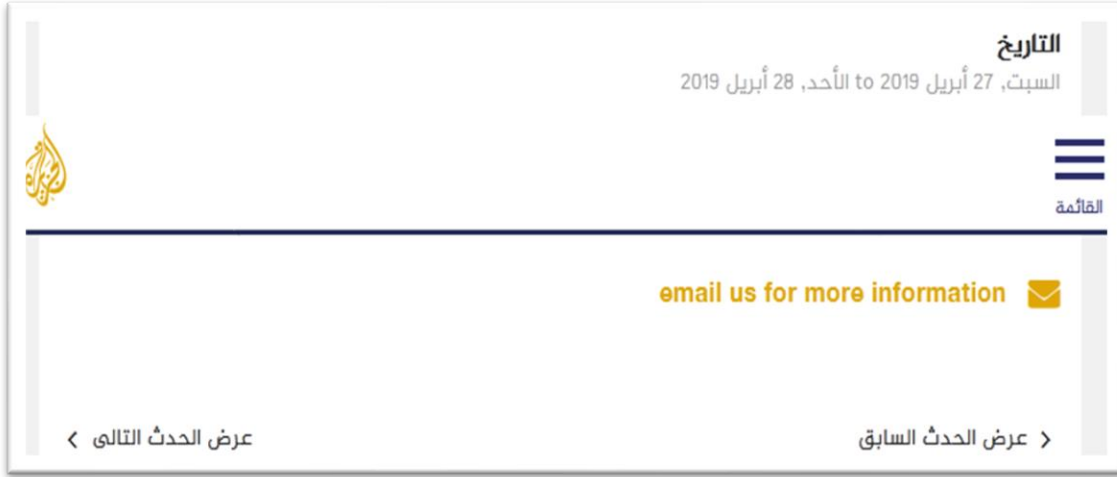 التاريخ
السبت, 27 أبريل 2019 to الأحد, 28 أبريل 2019
الجزيرة
القائمة
email us for more information
عرض الحدث السابق
عرض الحدث التالى